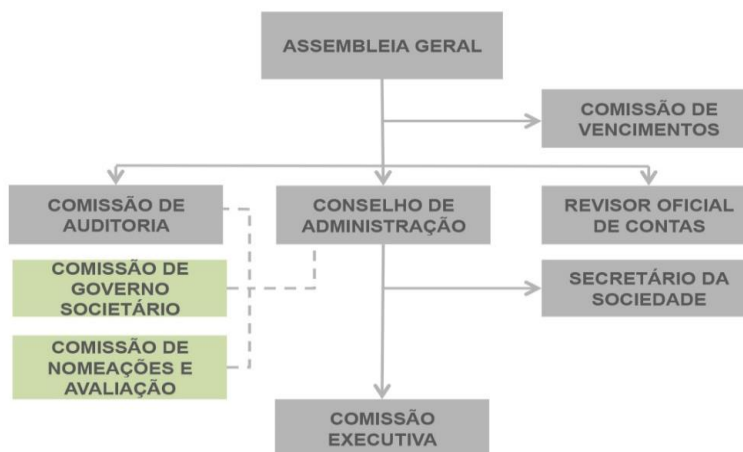 ASSEMBLEIA GERAL
COMISSÃO DE
VENCIMENTOS
COMISSÃO DE
AUDITORIA
CONSELHO DE
ADMINISTRAÇÃO
REVISOR OFICIAL
DE CONTAS
COMISSÃO DE
GOVERNO
SOCIETÁRIO
SECRETÁRIO DA
SOCIEDADE
COMISSÃO DE
NOMEAÇÕES E
AVALIAÇÃO
COMISSÃO
EXECUTIVA